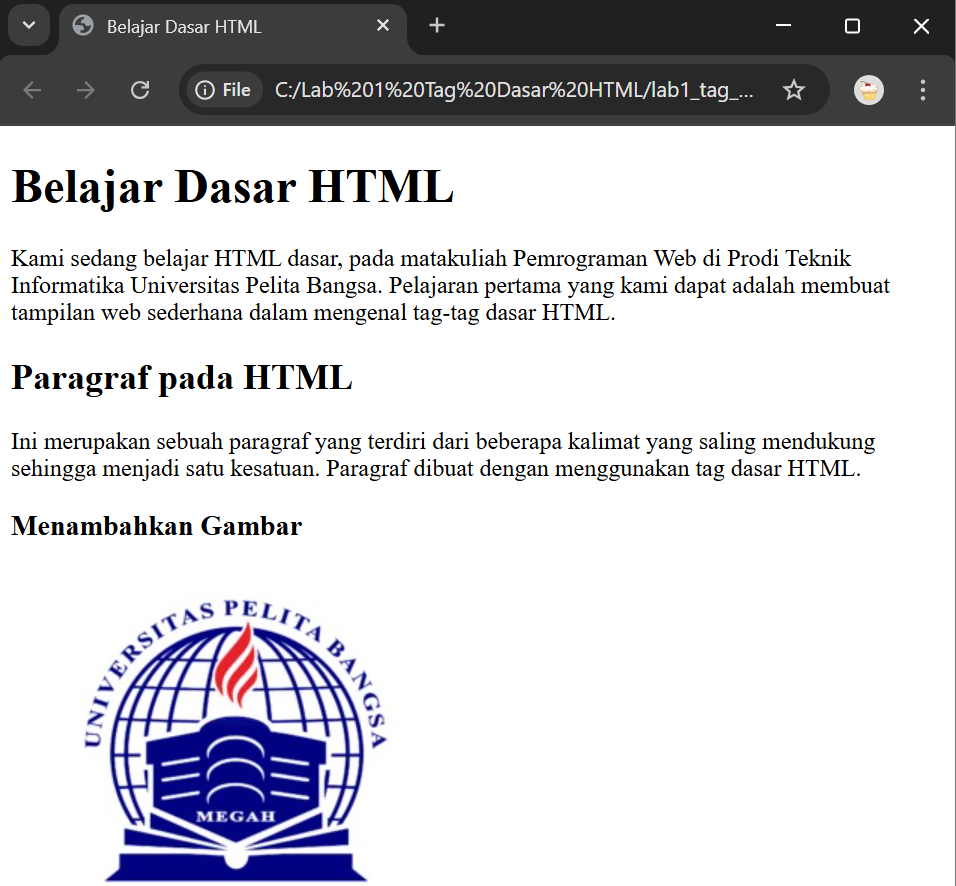 Belajar Dasar HTML
File C:/Lab%201%20Tag%20Dasar%20HTML/lab1_tag_...
Belajar Dasar HTML
Kami sedang belajar HTML dasar, pada matakuliah Pemrograman Web di Prodi Teknik
Informatika Universitas Pelita Bangsa. Pelajaran pertama yang kami dapat adalah membuat
tampilan web sederhana dalam mengenal tag-tag dasar HTML.
Paragraf pada HTML
Ini merupakan sebuah paragraf yang terdiri dari beberapa kalimat yang saling mendukung
sehingga menjadi satu kesatuan. Paragraf dibuat dengan menggunakan tag dasar HTML.
Menambahkan Gambar
UNIVERSITAS PELITA BANGSA
MEGAH